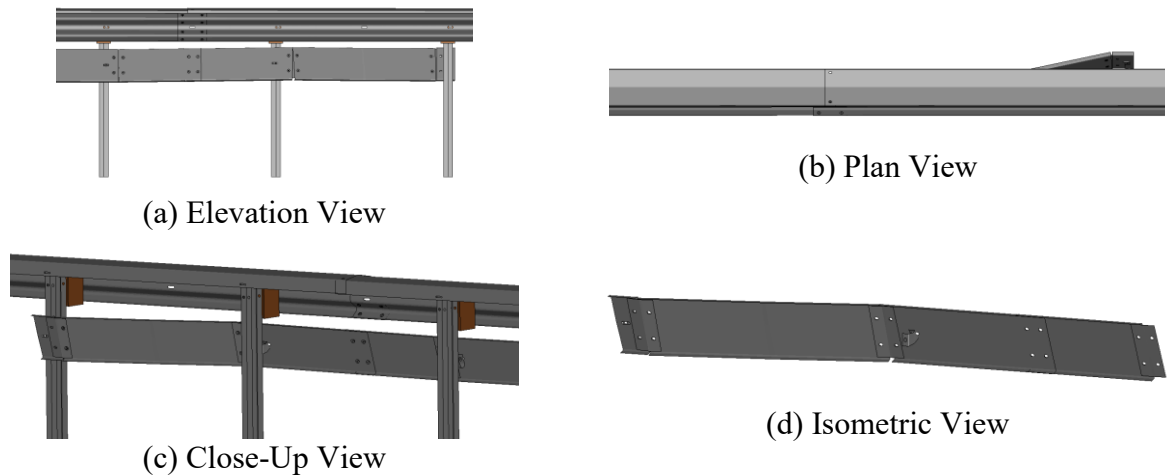 (a) Elevation View
(b) Plan View
(c) Close-Up View
(d) Isometric View